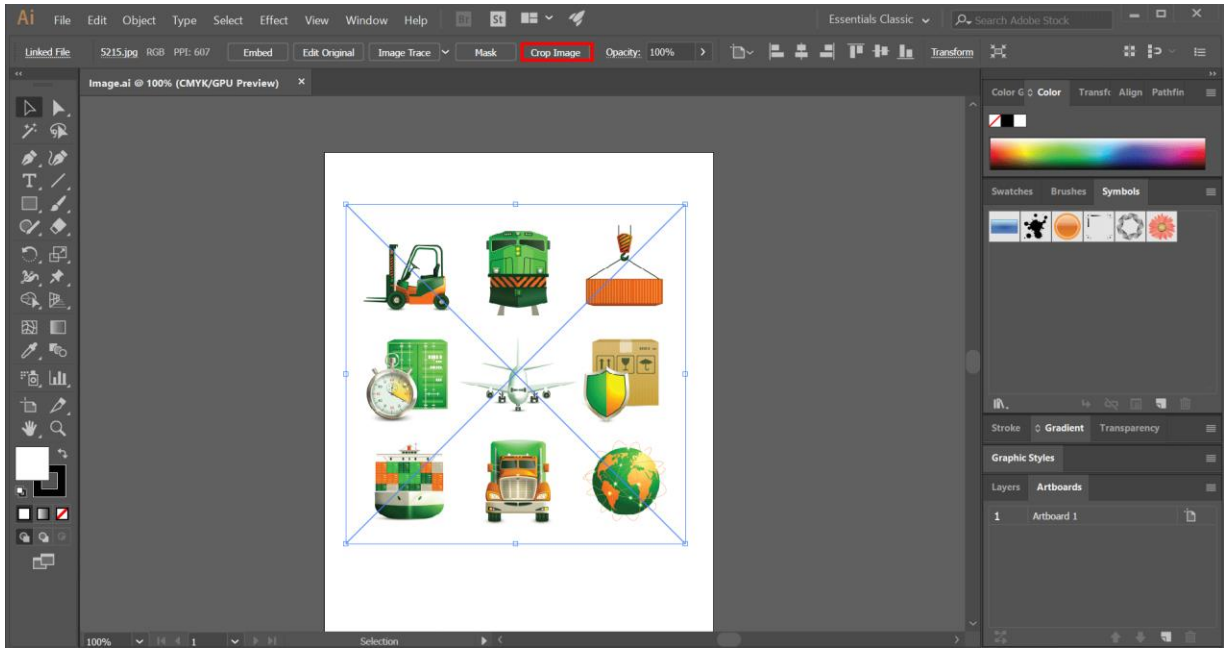 Ai File Edit Object Type Select Effect View Window Help Br St Essentials Classic Search Adobe Stock
Linked File 5215.jpg RGB PPI: 607 Embed Edit Original Image Trace Mask Crop Image Opacity: 100% Transform
Image.ai @ 100% (CMYK/GPU Preview) ×
Color G Color Transfc Align Pathfin
Swatches Brushes Symbols
Stroke Gradient Transparency
Graphic Styles
Layers Artboards
1 Artboard 1
100% 1 Selection